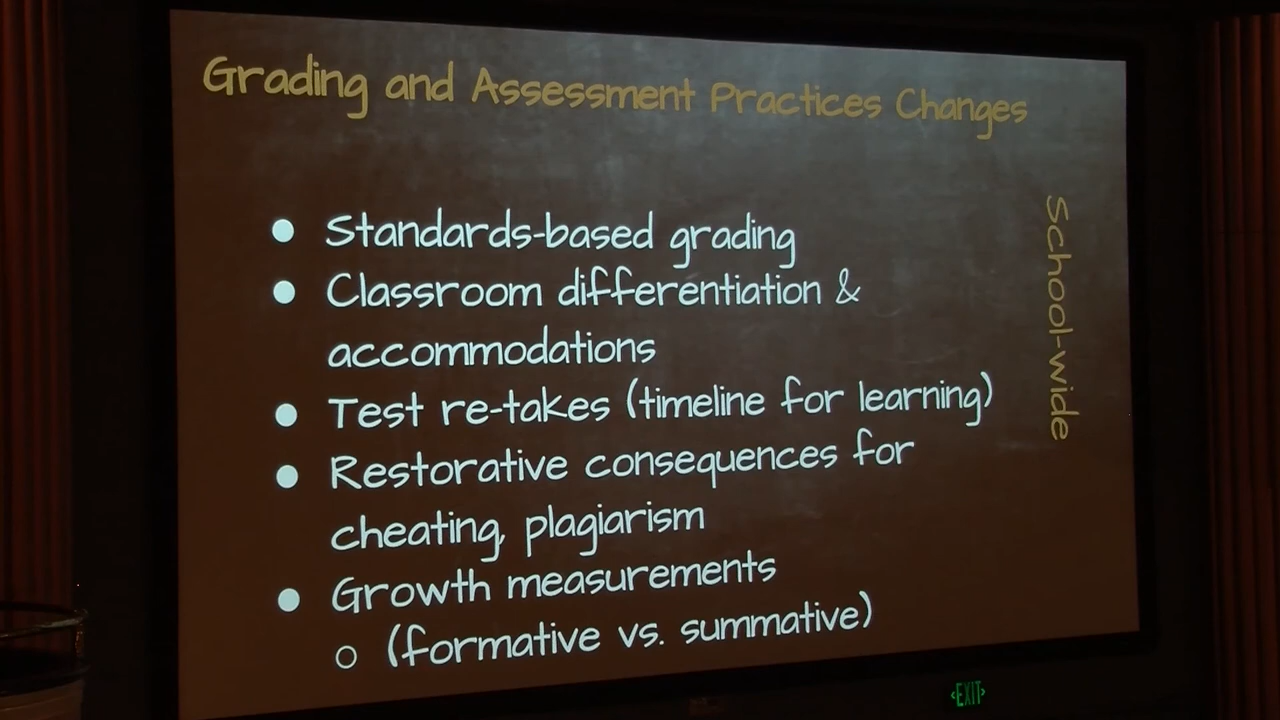 Grading and Assessment Practices Changes
● Standards-based grading
● Classroom differentiation &
accommodations
● Test re-takes (timeline for learning)
● Restorative consequences for
cheating, plagiarism
● Growth measurements
○ (formative vs. summative)
School-wide
<EXIT>